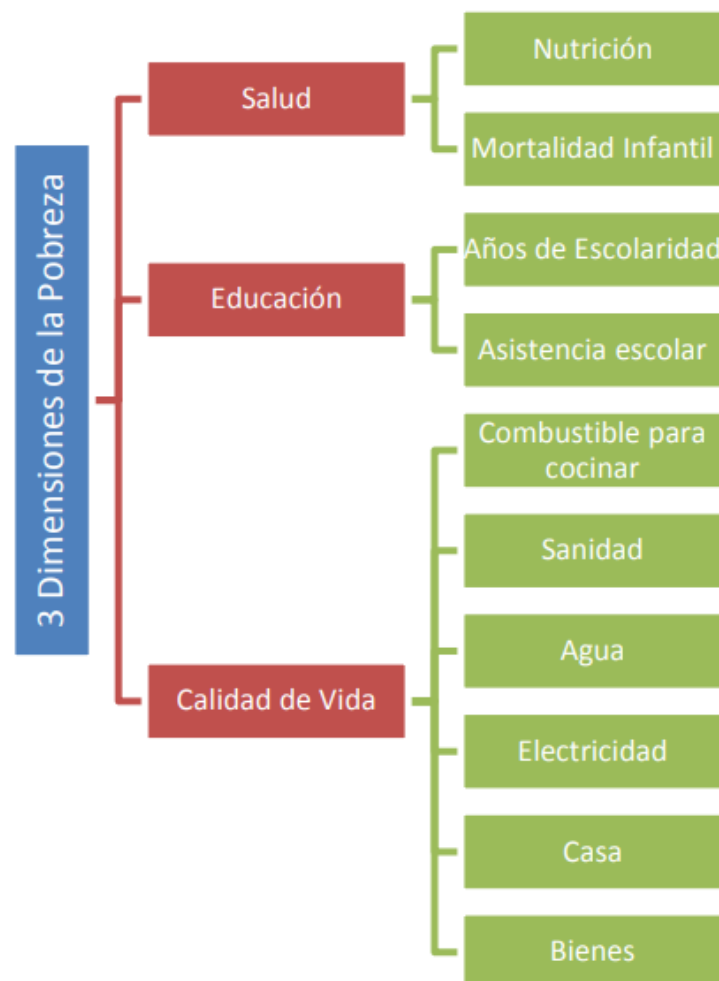 3 Dimensiones de la Pobreza
Salud
Nutrición
Mortalidad Infantil
Educación
Años de Escolaridad
Asistencia escolar
Calidad de Vida
Combustible para
cocinar
Sanidad
Agua
Electricidad
Casa
Bienes